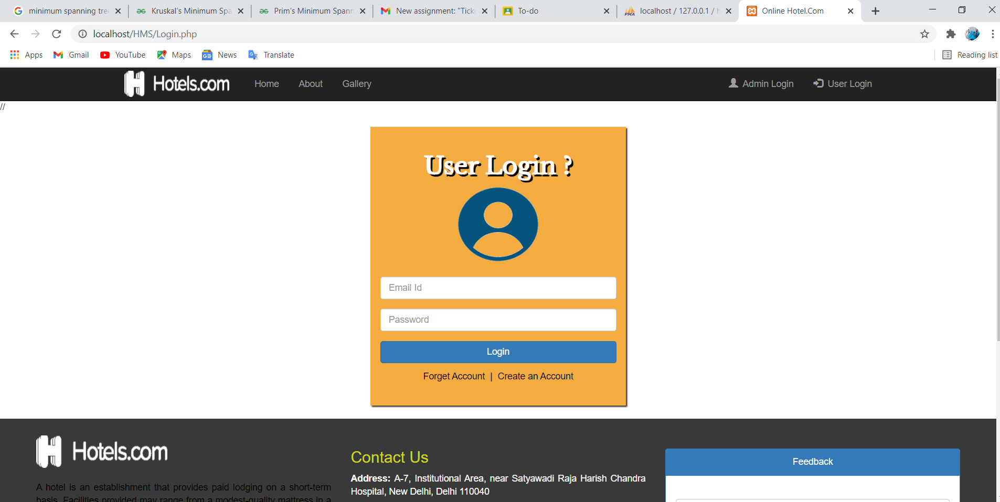 minimum spanning tre
Kruskal's Minimum Spa
Prim's Minimum Spann
New assignment: "Tick
To-do
localhost / 127.0.0.1 / h
Online Hotel.Com
localhost/HMS/Login.php
Apps
Gmail
YouTube
Maps
News
Translate
Reading list
Hotels.com
Home
About
Gallery
Admin Login
User Login
//
User Login ?
Email Id
Password
Login
Forget Account | Create an Account
Hotels.com
A hotel is an establishment that provides paid lodging on a short-term
basis. Facilities provided may range from a modest-quality mattress in a
Contact Us
Address: A-7, Institutional Area, near Satyawadi Raja Harish Chandra
Hospital, New Delhi, Delhi 110040
Feedback